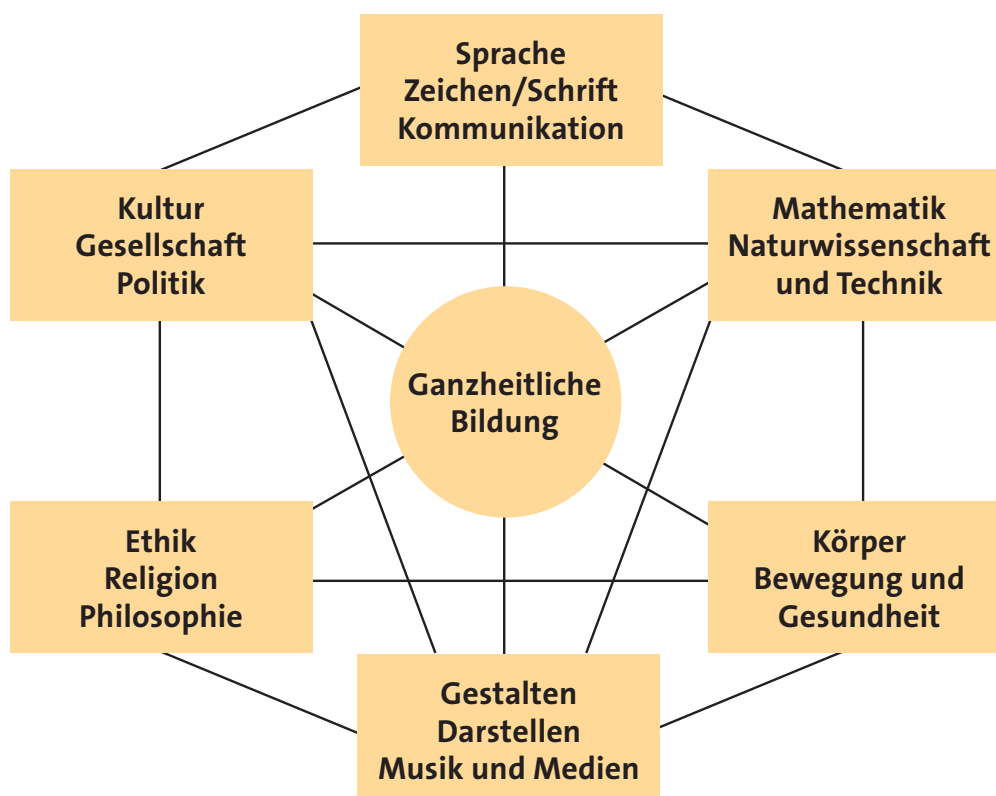 Sprache
Zeichen/Schrift
Kommunikation
Kultur
Gesellschaft
Politik
Mathematik
Naturwissenschaft
und Technik
Ganzheitliche
Bildung
Ethik
Religion
Philosophie
Körper
Bewegung und
Gesundheit
Gestalten
Darstellen
Musik und Medien